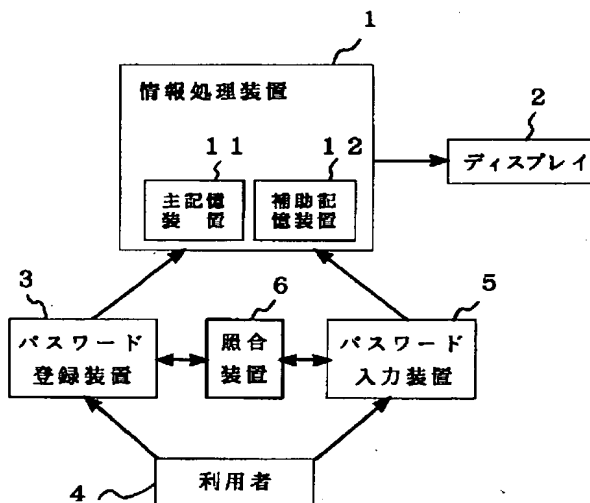 1
情報処理装置
2
11
12
ディスプレイ
主記憶
装 置
補助記
憶装置
3
6
5
パスワード
登録装置
照合
装置
パスワード
入力装置
4
利用者